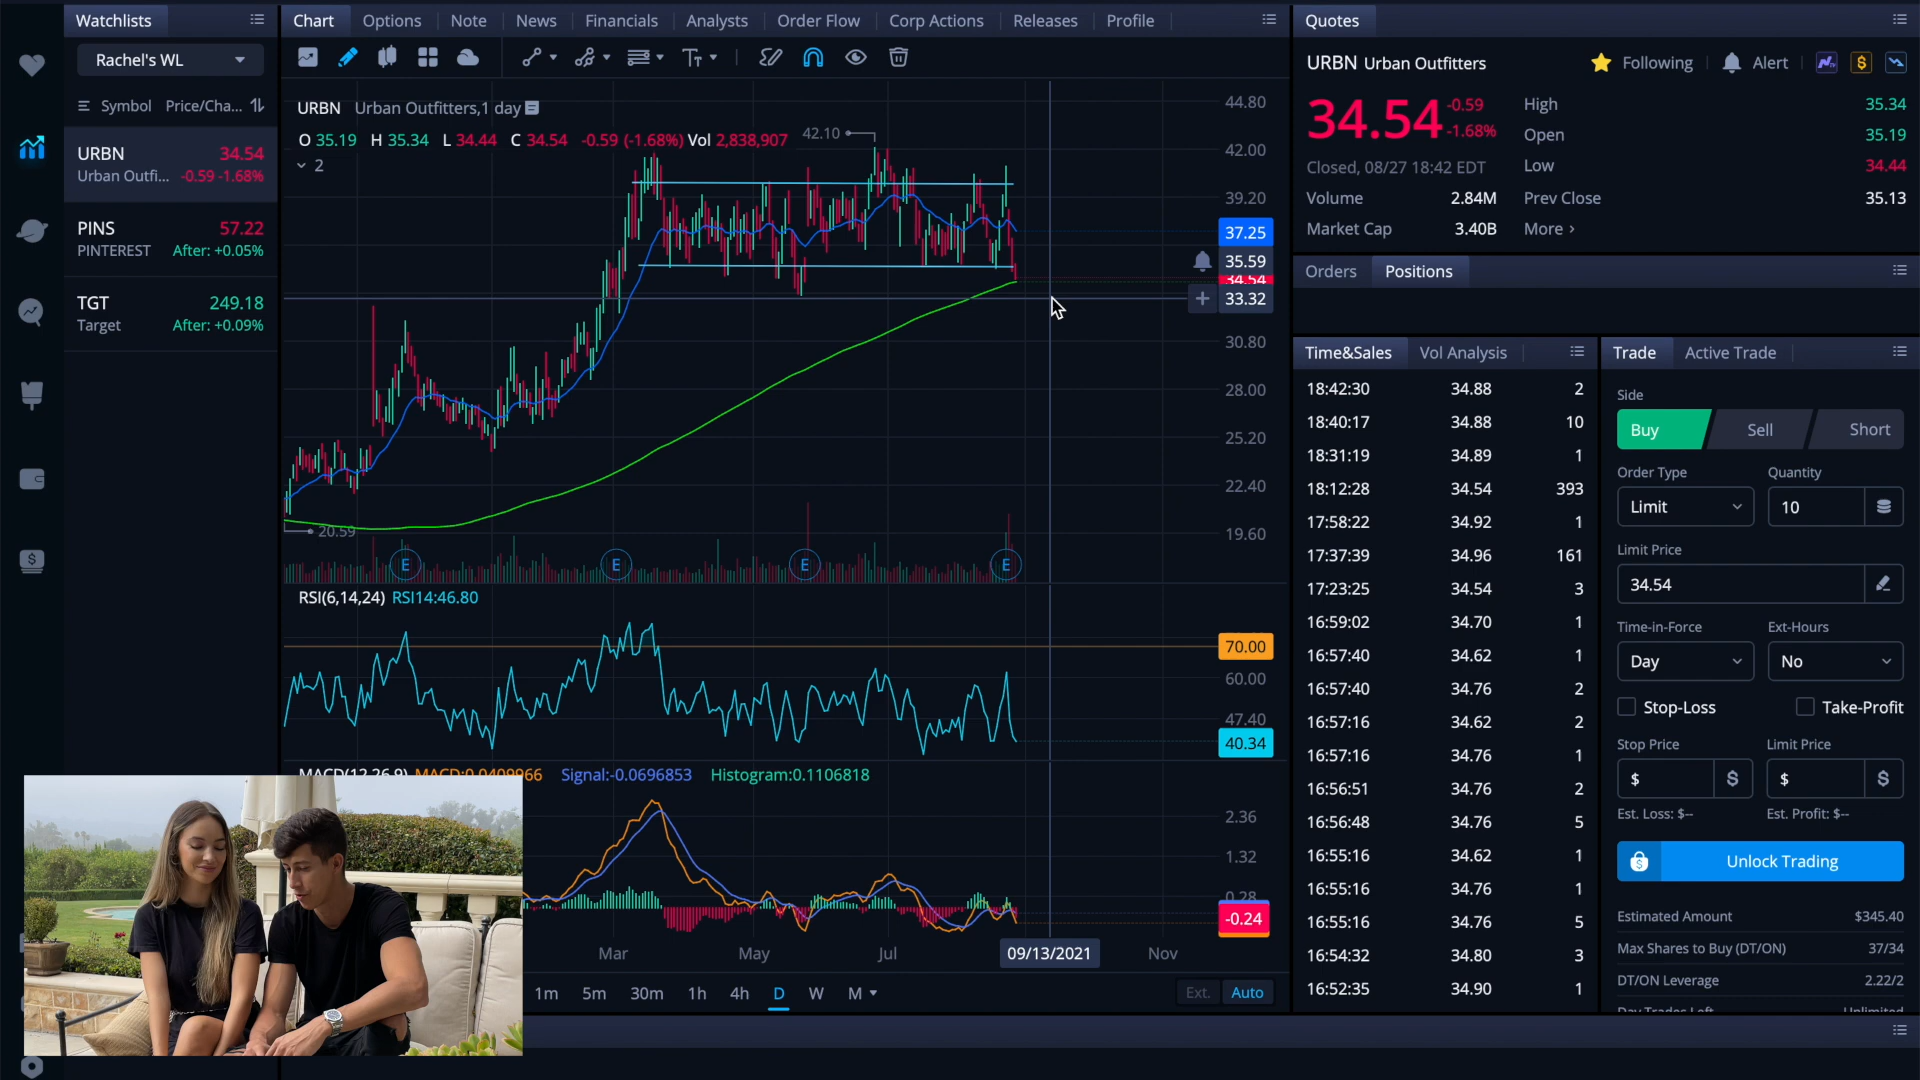 Watchlists
Rachel's WL
Symbol Price/Cha...
URBN 34.54
Urban Outfi... -0.59 -1.68%
PINS 57.22
PINTEREST After: +0.05%
TGT 249.18
Target After: +0.09%
Chart Options Note News Financials Analysts Order Flow Corp Actions Releases Profile
URBN Urban Outfitters,1 day
O 35.19 H 35.34 L 34.44 C 34.54 -0.59 (-1.68%) Vol 2,838,907
2
42.10
20.59
44.80
42.00
39.20
37.25
35.59
34.54
33.32
30.80
28.00
25.20
22.40
19.60
E E E E
RSI(6,14,24) RSI14:46.80
70.00
60.00
47.40
40.34
MACD(12,26,9) MACD:0.0409966 Signal:-0.0696853 Histogram:0.1106818
2.36
1.32
0.28
-0.24
Mar May Jul 09/13/2021 Nov
1m 5m 30m 1h 4h D W M Ext. Auto
Quotes
URBN Urban Outfitters Following Alert
34.54 -0.59
-1.68%
Closed, 08/27 18:42 EDT
High 35.34
Open 35.19
Low 34.44
Volume 2.84M Prev Close 35.13
Market Cap 3.40B More
Orders Positions
Time&Sales Vol Analysis
18:42:30 34.88 2
18:40:17 34.88 10
18:31:19 34.89 1
18:12:28 34.54 393
17:58:22 34.92 1
17:37:39 34.96 161
17:23:25 34.54 3
16:59:02 34.70 1
16:57:40 34.62 1
16:57:40 34.76 2
16:57:16 34.62 2
16:57:16 34.76 1
16:56:51 34.76 2
16:56:48 34.76 5
16:55:16 34.62 1
16:55:16 34.76 1
16:55:16 34.76 5
16:54:32 34.80 3
16:52:35 34.90 1
Trade Active Trade
Side
Buy Sell Short
Order Type Quantity
Limit 10
Limit Price
34.54
Time-in-Force Ext-Hours
Day No
Stop-Loss Take-Profit
Stop Price Limit Price
$ $ $ $
Est. Loss: $-- Est. Profit: $--
Unlock Trading
Estimated Amount $345.40
Max Shares to Buy (DT/ON) 37/34
DT/ON Leverage 2.22/2
Day Trades Left Unlimited